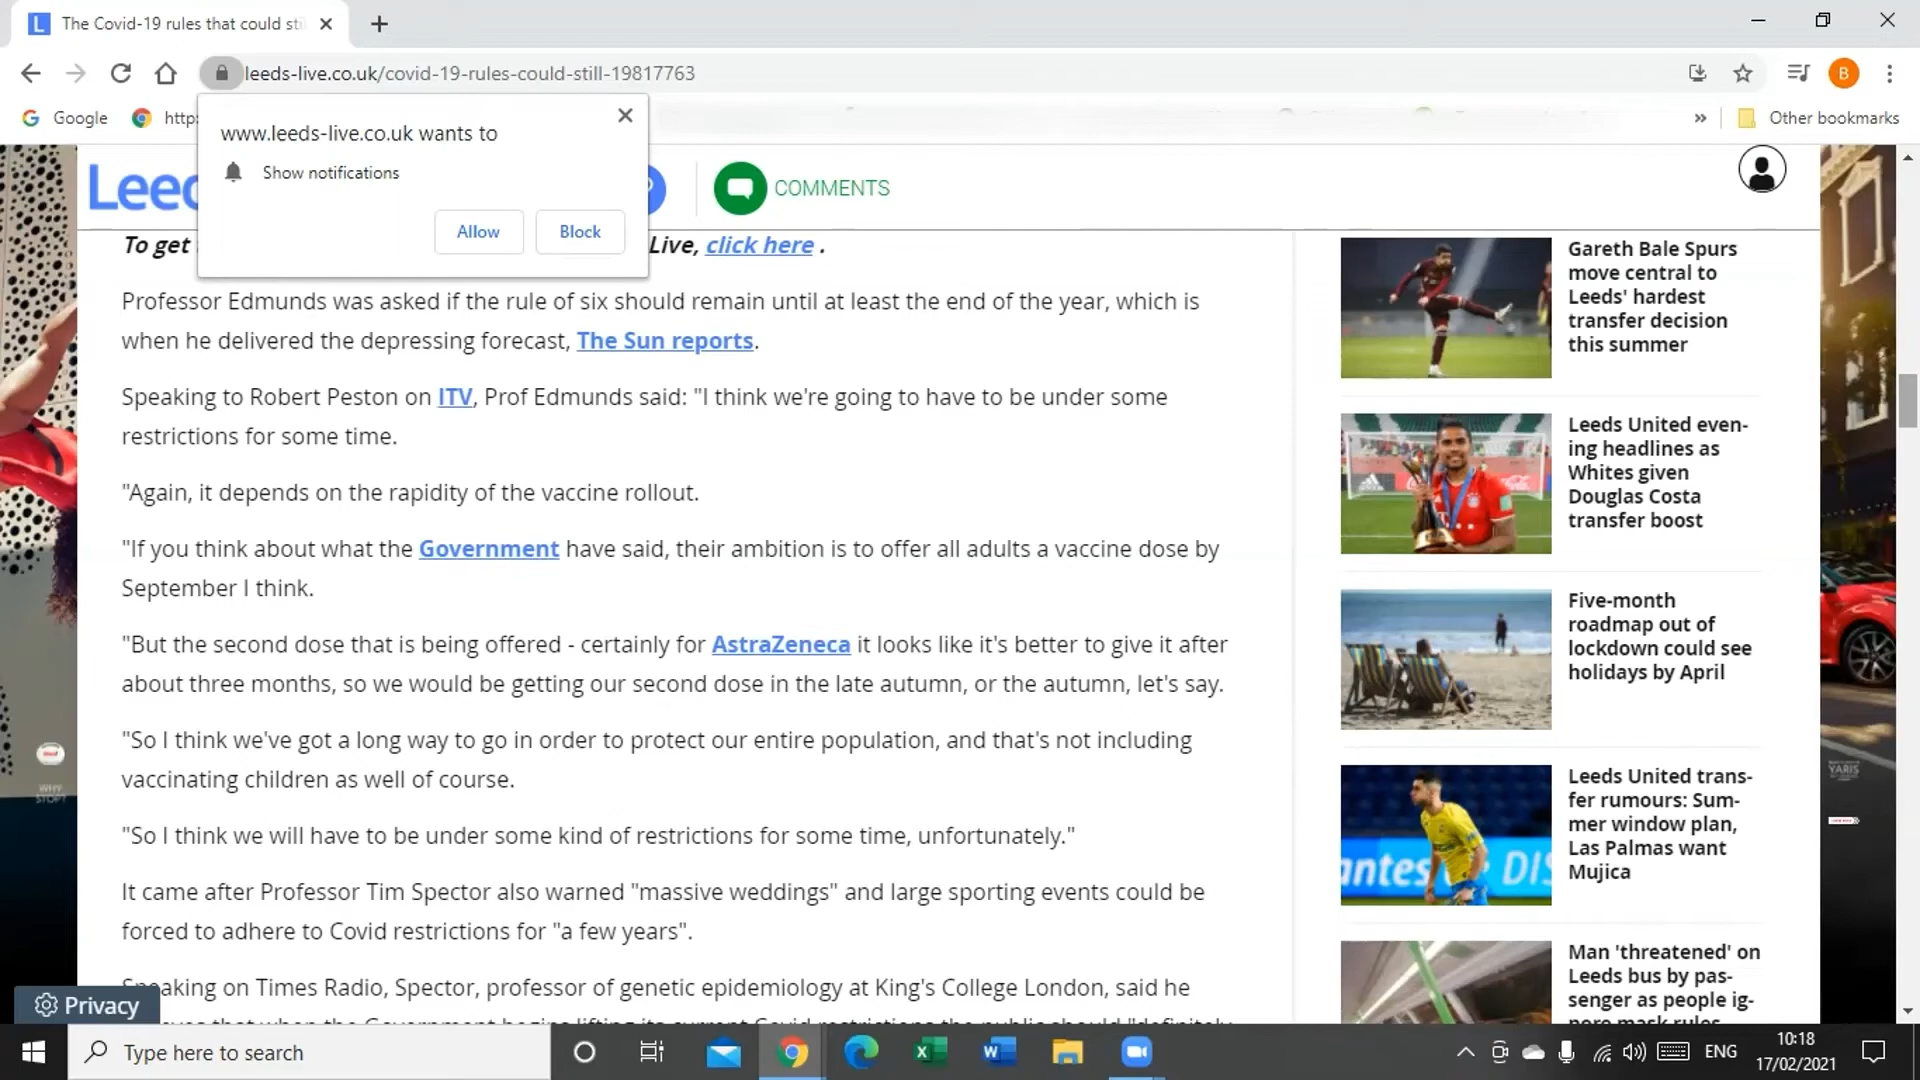 The Covid-19 rules that could sti
leeds-live.co.uk/covid-19-rules-could-still-19817763
B
Google
http
Other bookmarks
www.leeds-live.co.uk wants to
Show notifications
Allow
Block
Leed
COMMENTS
To get
Live, click here .
Professor Edmunds was asked if the rule of six should remain until at least the end of the year, which is
when he delivered the depressing forecast, The Sun reports.
Speaking to Robert Peston on ITV, Prof Edmunds said: "I think we're going to have to be under some
restrictions for some time.
"Again, it depends on the rapidity of the vaccine rollout.
"If you think about what the Government have said, their ambition is to offer all adults a vaccine dose by
September I think.
"But the second dose that is being offered - certainly for AstraZeneca it looks like it's better to give it after
about three months, so we would be getting our second dose in the late autumn, or the autumn, let's say.
"So I think we've got a long way to go in order to protect our entire population, and that's not including
vaccinating children as well of course.
"So I think we will have to be under some kind of restrictions for some time, unfortunately."
It came after Professor Tim Spector also warned "massive weddings" and large sporting events could be
forced to adhere to Covid restrictions for "a few years".
Speaking on Times Radio, Spector, professor of genetic epidemiology at King's College London, said he
Gareth Bale Spurs
move central to
Leeds' hardest
transfer decision
this summer
Leeds United even-
ing headlines as
Whites given
Douglas Costa
transfer boost
Five-month
roadmap out of
lockdown could see
holidays by April
Leeds United trans-
fer rumours: Sum-
mer window plan,
Las Palmas want
Mujica
Man 'threatened' on
Leeds bus by pas-
senger as people ig-
nore mask rules
WHY
STOP?
YARIS
Privacy
Type here to search
ENG
10:18
17/02/2021